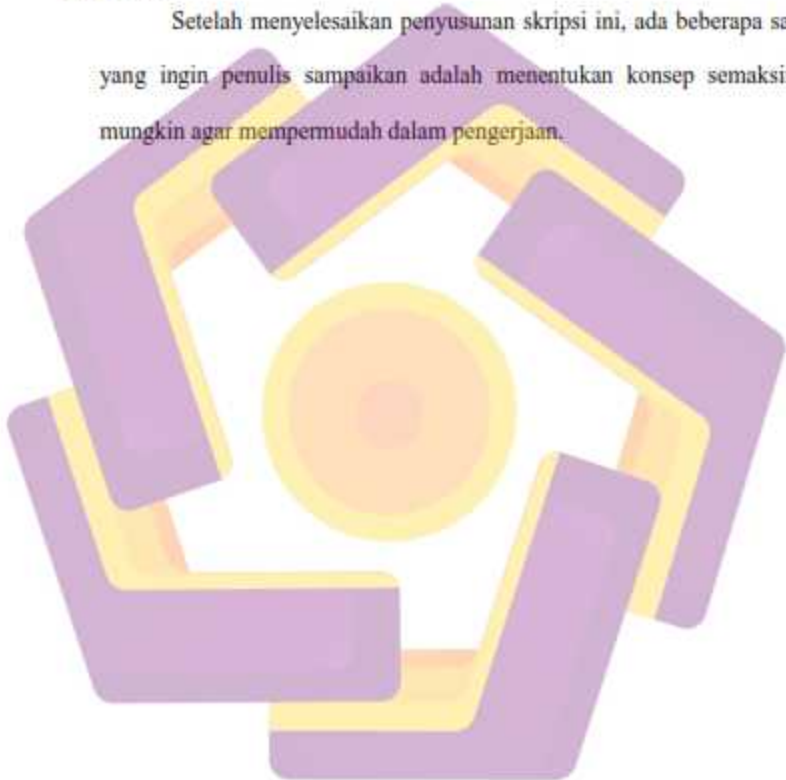 Setelah menyelesaikan penyusunan skripsi ini, ada beberapa sa
yang ingin penulis sampaikan adalah menentukan konsep semaksi
mungkin agar mempermudah dalam pengerjaan.